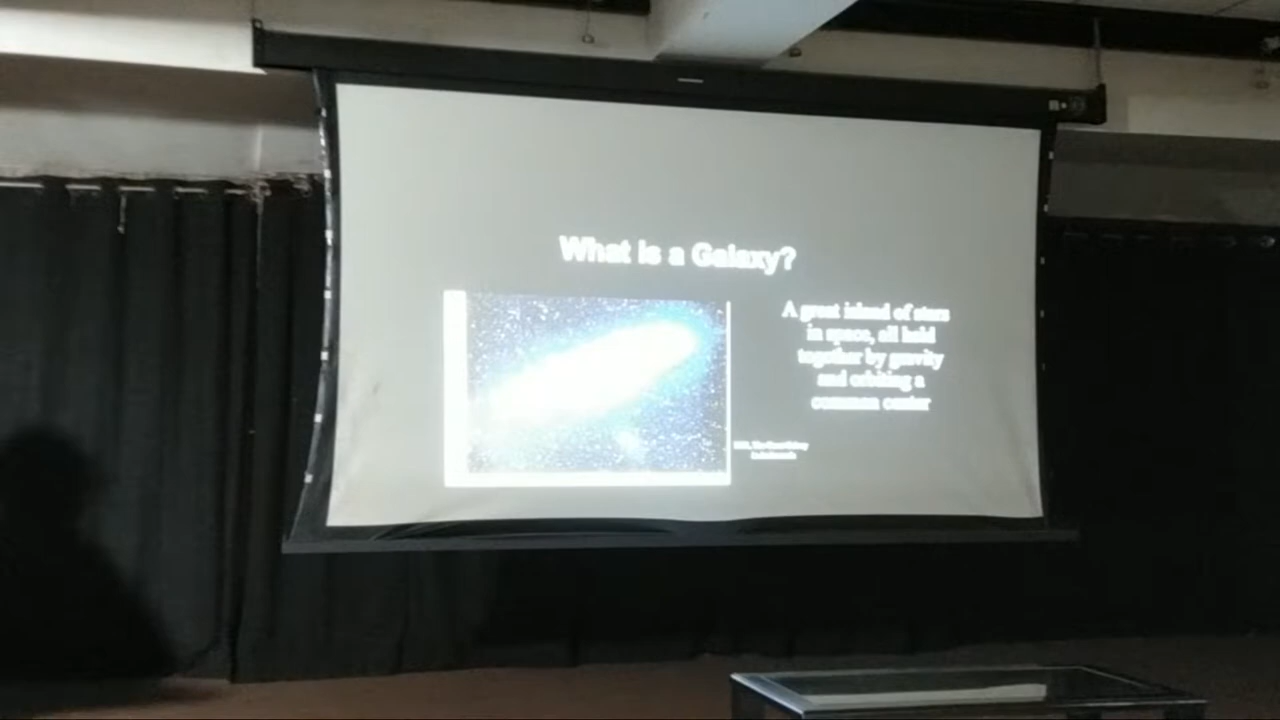 What is a Galaxy?
A great island of stars
in space, all held
together by gravity
and orbiting a
common center